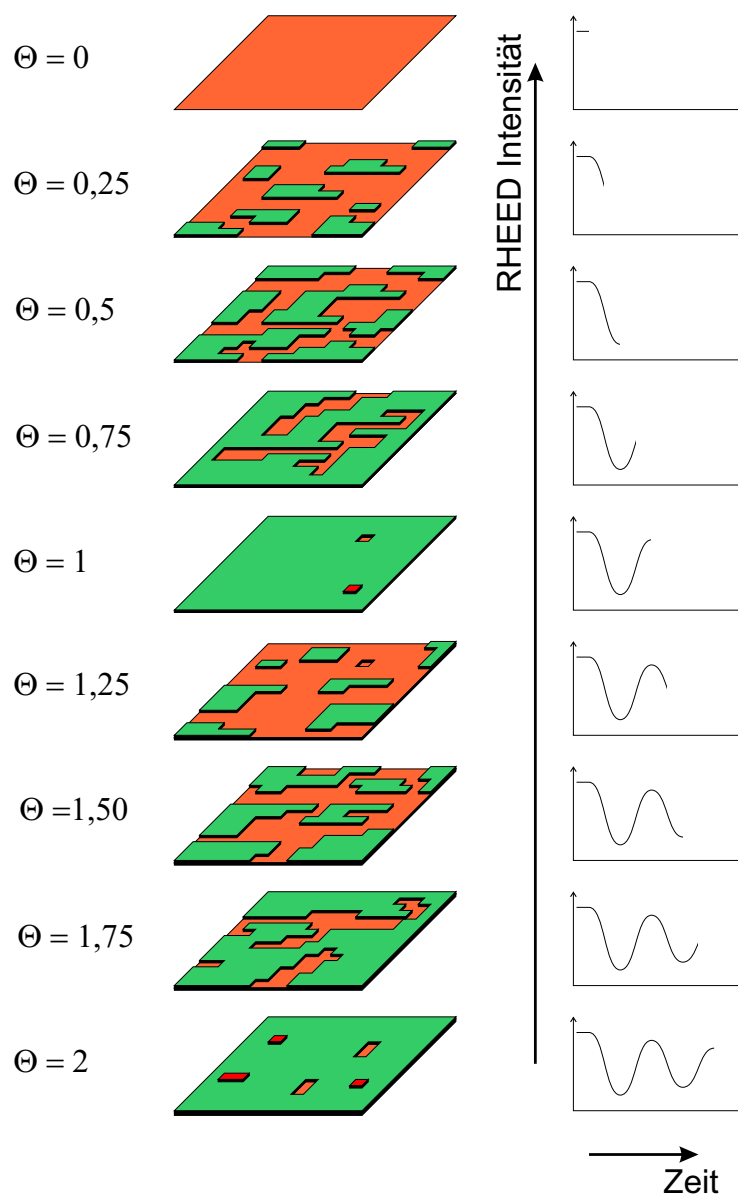 Θ = 0
Θ = 0,25
Θ = 0,5
Θ = 0,75
Θ = 1
Θ = 1,25
Θ =1,50
Θ = 1,75
Θ = 2
RHEED Intensität
Zeit